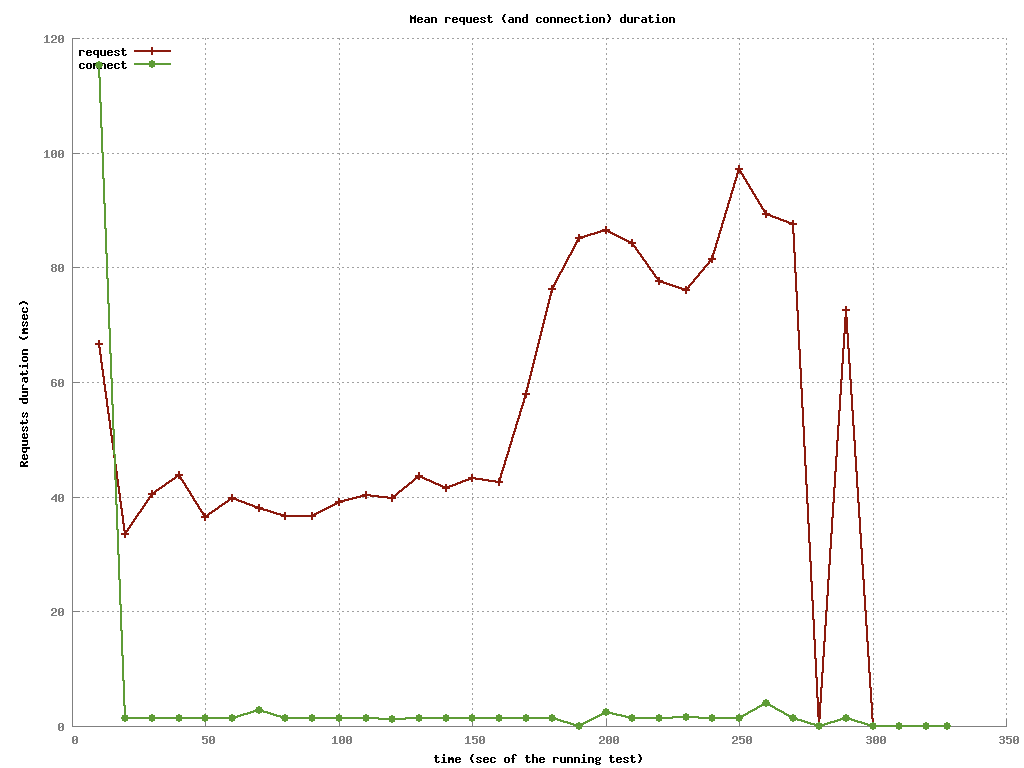 Mean request (and connection) duration
request
connect
120
100
80
60
40
20
0
Requests duration (msec)
0 50 100 150 200 250 300 350
time (sec of the running test)